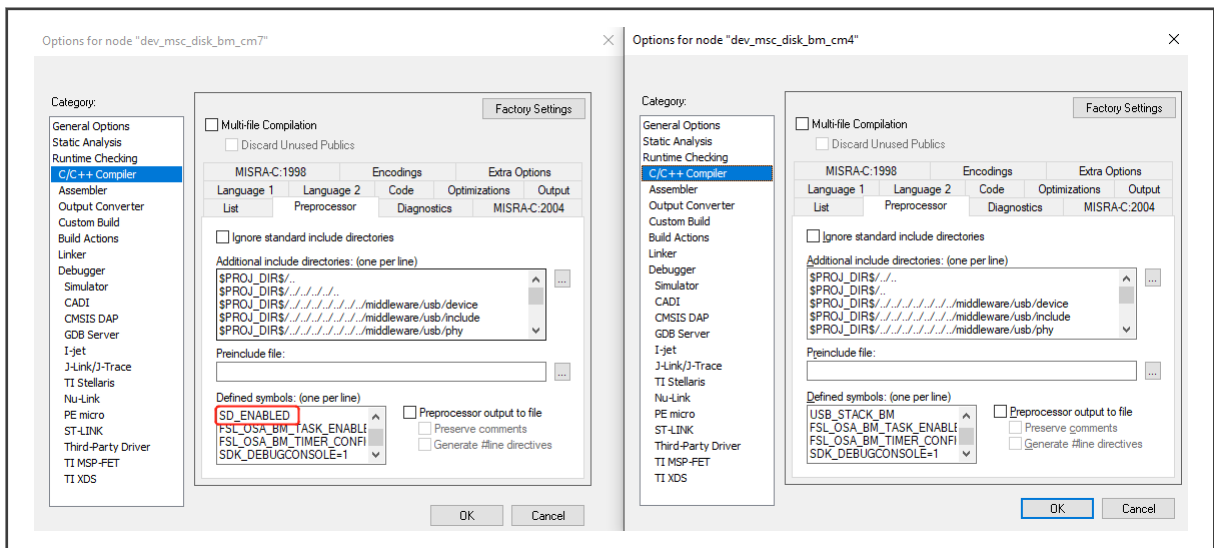 Options for node "dev_msc_disk_bm_cm7"
Category:
General Options
Static Analysis
Runtime Checking
C/C++ Compiler
Assembler
Output Converter
Custom Build
Build Actions
Linker
Debugger
Simulator
CADI
CMSIS DAP
GDB Server
I-jet
J-Link/J-Trace
TI Stellaris
Nu-Link
PE micro
ST-LINK
Third-Party Driver
TI MSP-FET
TI XDS
Factory Settings
Multi-file Compilation
Discard Unused Publics
MISRA-C:1998 Encodings Extra Options
Language 1 Language 2 Code Optimizations Output
List Preprocessor Diagnostics MISRA-C:2004
Ignore standard include directories
Additional include directories: (one per line)
$PROJ_DIR$/..
$PROJ_DIR$/../../../../..
$PROJ_DIR$/../../../../../../../middleware/usb/device
$PROJ_DIR$/../../../../../../../middleware/usb/include
$PROJ_DIR$/../../../../../../../middleware/usb/phy
...
Preinclude file:
...
Defined symbols: (one per line)
SD_ENABLED
FSL_OSA_BM_TASK_ENABLE
FSL_OSA_BM_TIMER_CONFI
SDK_DEBUGCONSOLE=1
Preprocessor output to file
Preserve comments
Generate #line directives
OK Cancel
Options for node "dev_msc_disk_bm_cm4"
Category:
General Options
Static Analysis
Runtime Checking
C/C++ Compiler
Assembler
Output Converter
Custom Build
Build Actions
Linker
Debugger
Simulator
CADI
CMSIS DAP
GDB Server
I-jet
J-Link/J-Trace
TI Stellaris
Nu-Link
PE micro
ST-LINK
Third-Party Driver
TI MSP-FET
TI XDS
Factory Settings
Multi-file Compilation
Discard Unused Publics
MISRA-C:1998 Encodings Extra Options
Language 1 Language 2 Code Optimizations Output
List Preprocessor Diagnostics MISRA-C:2004
Ignore standard include directories
Additional include directories: (one per line)
$PROJ_DIR$/../..
$PROJ_DIR$/..
$PROJ_DIR$/../../../../../../../middleware/usb/device
$PROJ_DIR$/../../../../../../../middleware/usb/include
$PROJ_DIR$/../../../../../../../middleware/usb/phy
...
Preinclude file:
...
Defined symbols: (one per line)
USB_STACK_BM
FSL_OSA_BM_TASK_ENABLE
FSL_OSA_BM_TIMER_CONFI
SDK_DEBUGCONSOLE=1
Preprocessor output to file
Preserve comments
Generate #line directives
OK Cancel